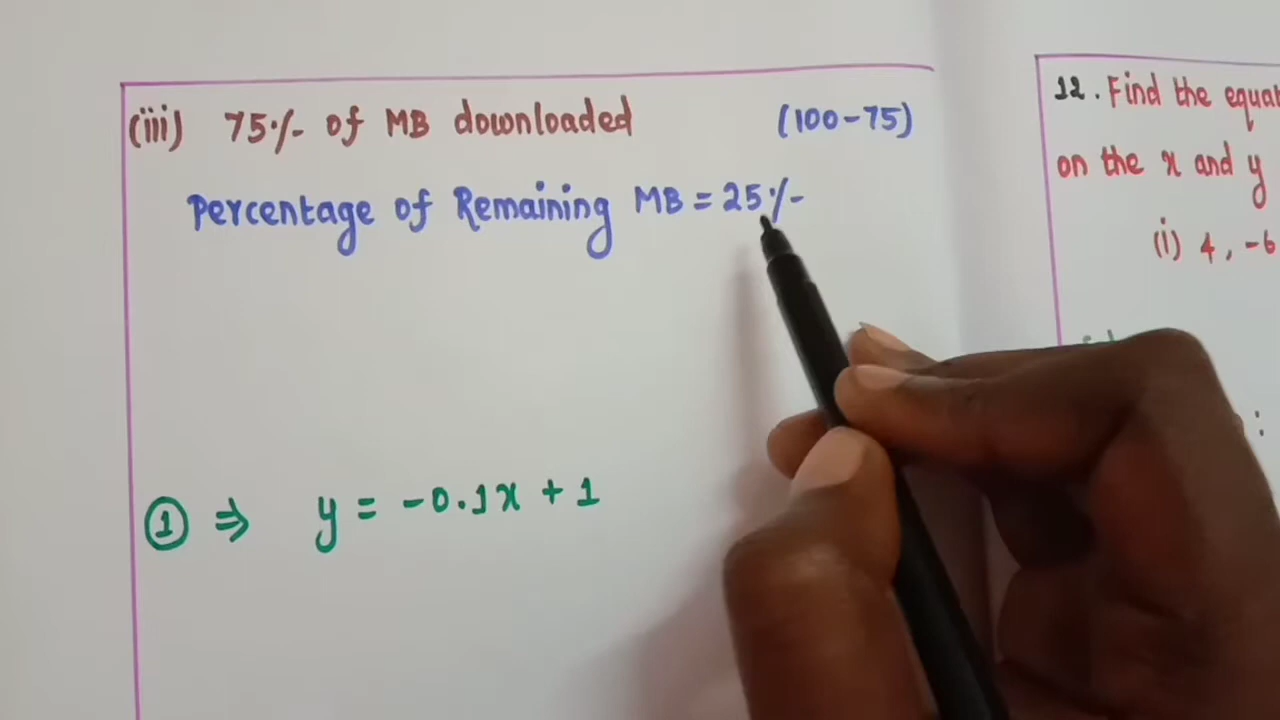 (iii) 75% of MB downloaded (100-75)
Percentage of Remaining MB = 25%
① ⇒ y = -0.1x + 1
12. Find the
on the x and y
(i) 4, -6